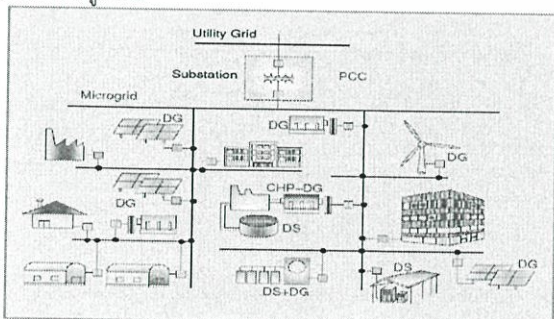 Utility Grid
Substation PCC
Microgrid
DG
DG
DG
DG
CHP–DG
DS
DS+DG
DS
DG